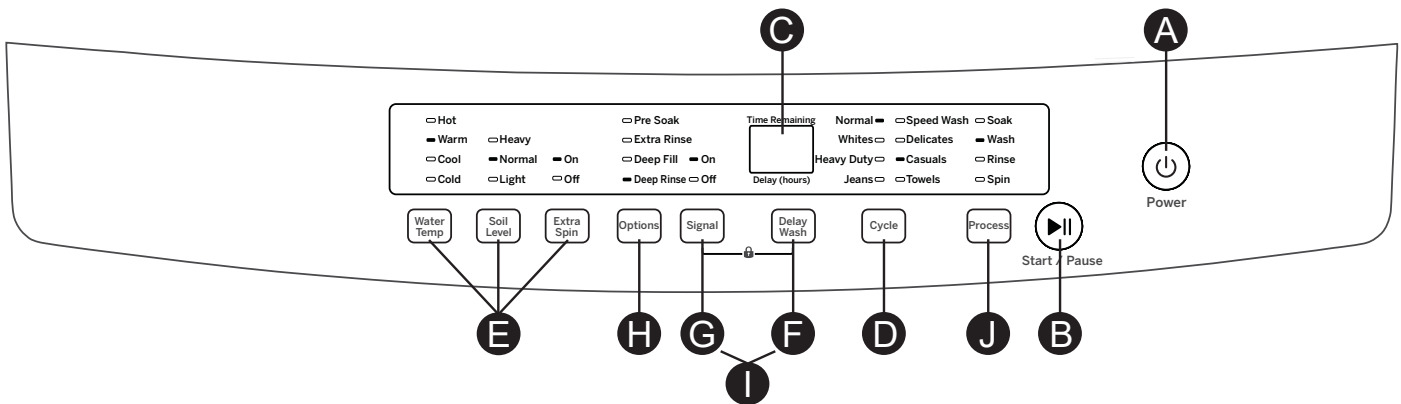 C
A
Hot
Warm
Cool
Cold
Heavy
Normal
Light
On
Off
Pre Soak
Extra Rinse
Deep Fill
Deep Rinse
On
Off
Time Remaining
Delay (hours)
Normal
Whites
Heavy Duty
Jeans
Speed Wash
Delicates
Casuals
Towels
Soak
Wash
Rinse
Spin
Power
Water
Temp
Soil
Level
Extra
Spin
Options
Signal
Delay
Wash
Cycle
Process
Start / Pause
E
H
G
F
D
J
B
I